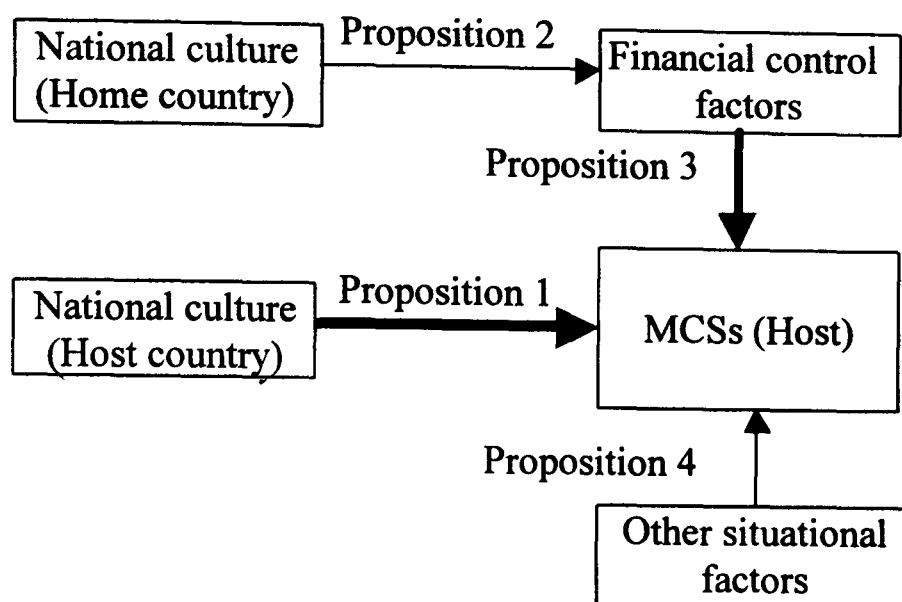 National culture
(Home country)
Proposition 2
Financial control
factors
Proposition 3
National culture
(Host country)
Proposition 1
MCSs (Host)
Proposition 4
Other situational
factors